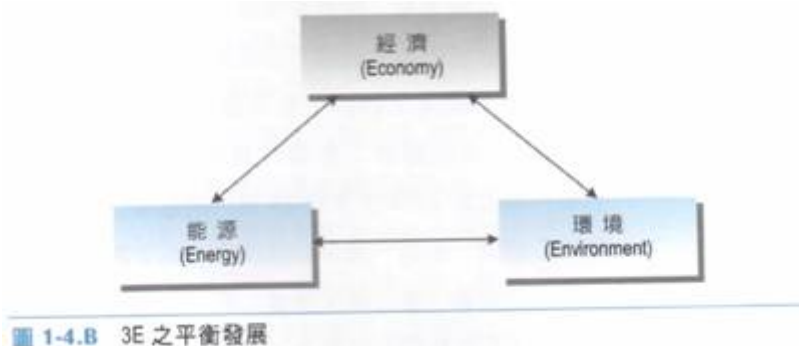 經濟
(Economy)
能源
(Energy)
環境
(Environment)
圖 1-4.B 3E 之平衡發展